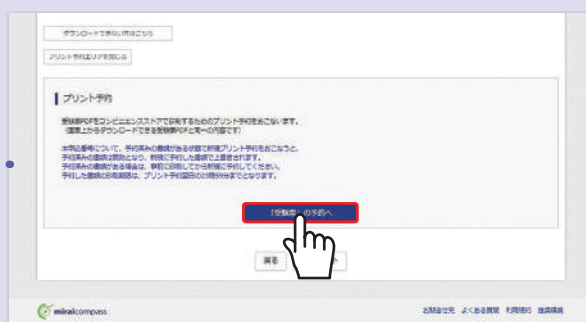 ダウンロードできない方はこちら
プリント予約エリアを閉じる
プリント予約
受験票PDFをコンビニエンスストアで印刷するためのプリント予約をおこないます。
(画面上からダウンロードできる受験票PDFと同一の内容です)
本申込番号について、予約済みの書類がある状態で新規プリント予約をおこなうと、
予約済みの書類は無効となり、新規に予約した書類で上書きされます。
予約済みの書類がある場合は、事前に印刷してから新規に予約してください。
予約した書類の印刷期限は、プリント予約翌日の23時59分までとなります。
「受験票」の予約へ
戻る
miraicompass
お問合せ先 よくある質問 利用規約 推奨環境